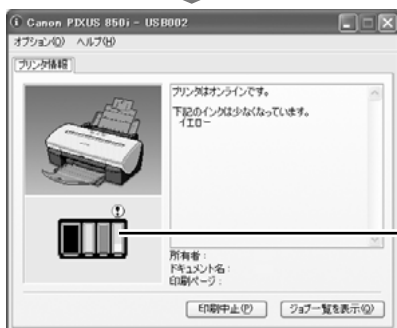 Canon PIXUS 850i - USB002
オプション(O) ヘルプ(H)
プリンタ情報
プリンタはオンラインです。
下記のインクは少なくなっています。
イエロー
所有者 :
ドキュメント名 :
印刷ページ :
印刷中止(P) ジョブ一覧を表示(Q)